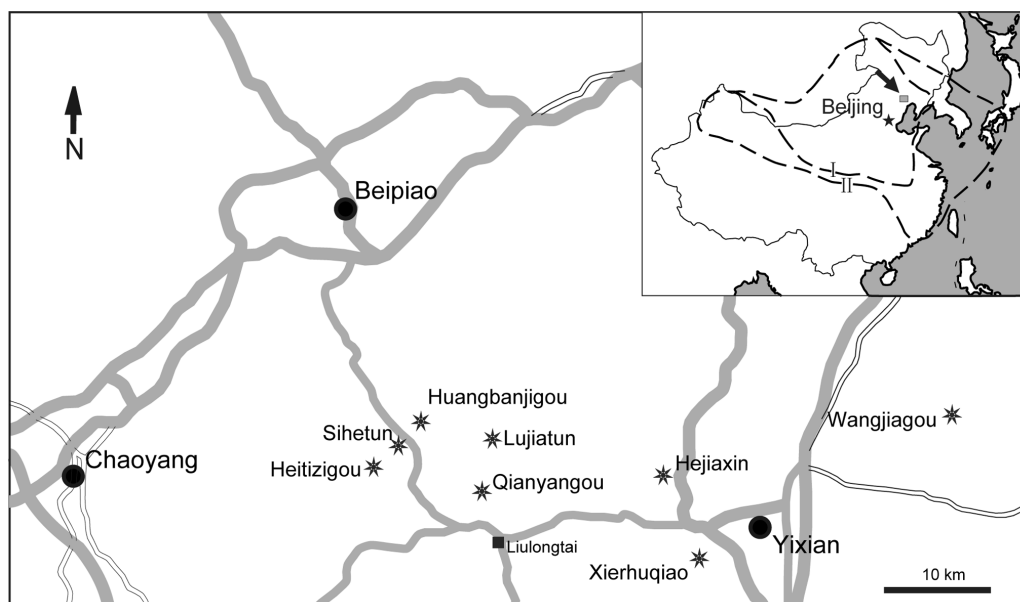 N
Beipiao
Beijing
I
II
Huangbanjigou
Sihetun
Lujiatun
Wangjiagou
Chaoyang
Heitizigou
Hejiaxin
Qianyangou
Liulongtai
Yixian
Xierhuqiao
10 km